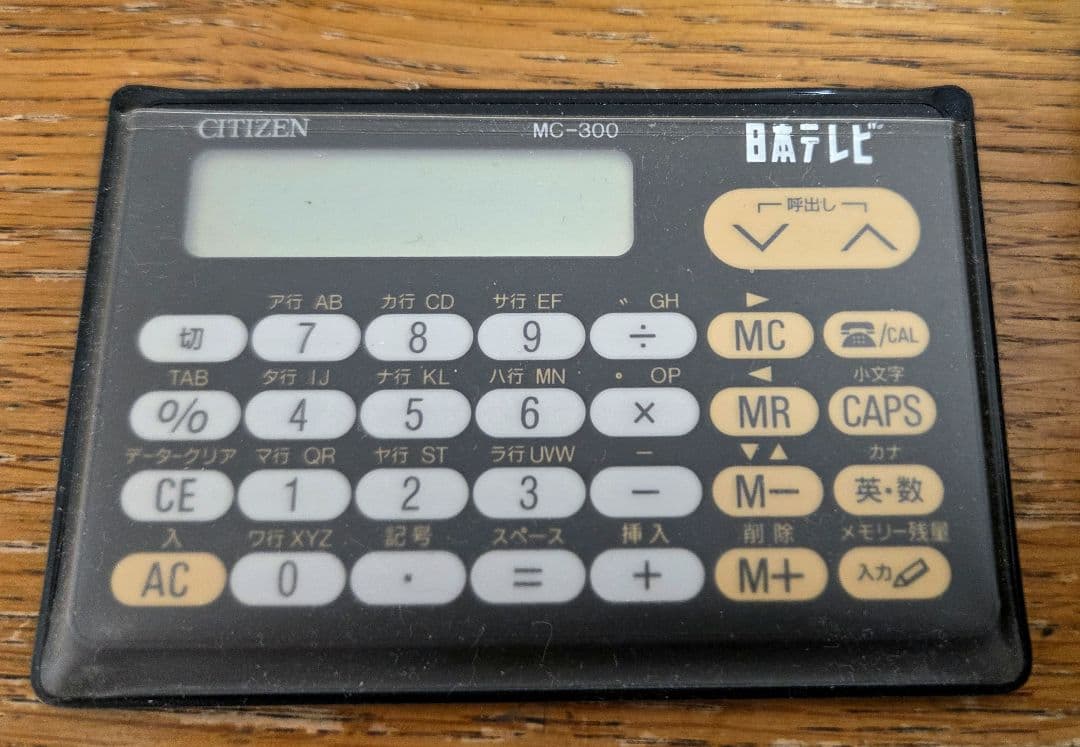 CITIZEN MC-300 日本テレビ
呼出し
∨ ∧
ア行 AB カ行 CD サ行 EF 〃 GH ▶
切 7 8 9 ÷ MC ☎/CAL
TAB タ行 IJ ナ行 KL ハ行 MN ° OP ◀ 小文字
% 4 5 6 × MR CAPS
データークリア マ行 QR ヤ行 ST ラ行 UVW − ▼ ▲ カナ
CE 1 2 3 − M− 英・数
入 ワ行 XYZ 記号 スペース 挿入 削除 メモリー残量
AC 0 · = + M+ 入力